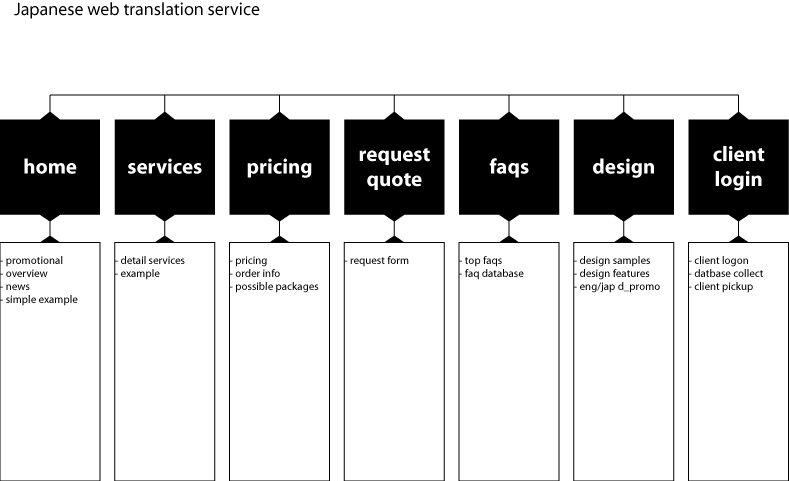 Japanese web translation service
home
services
pricing
request
quote
faqs
design
client
login
- promotional
- overview
- news
- simple example
- detail services
- example
- pricing
- order info
- possible packages
- request form
- top faqs
- faq database
- design samples
- design features
- eng/jap d_promo
- client logon
- datbase collect
- client pickup